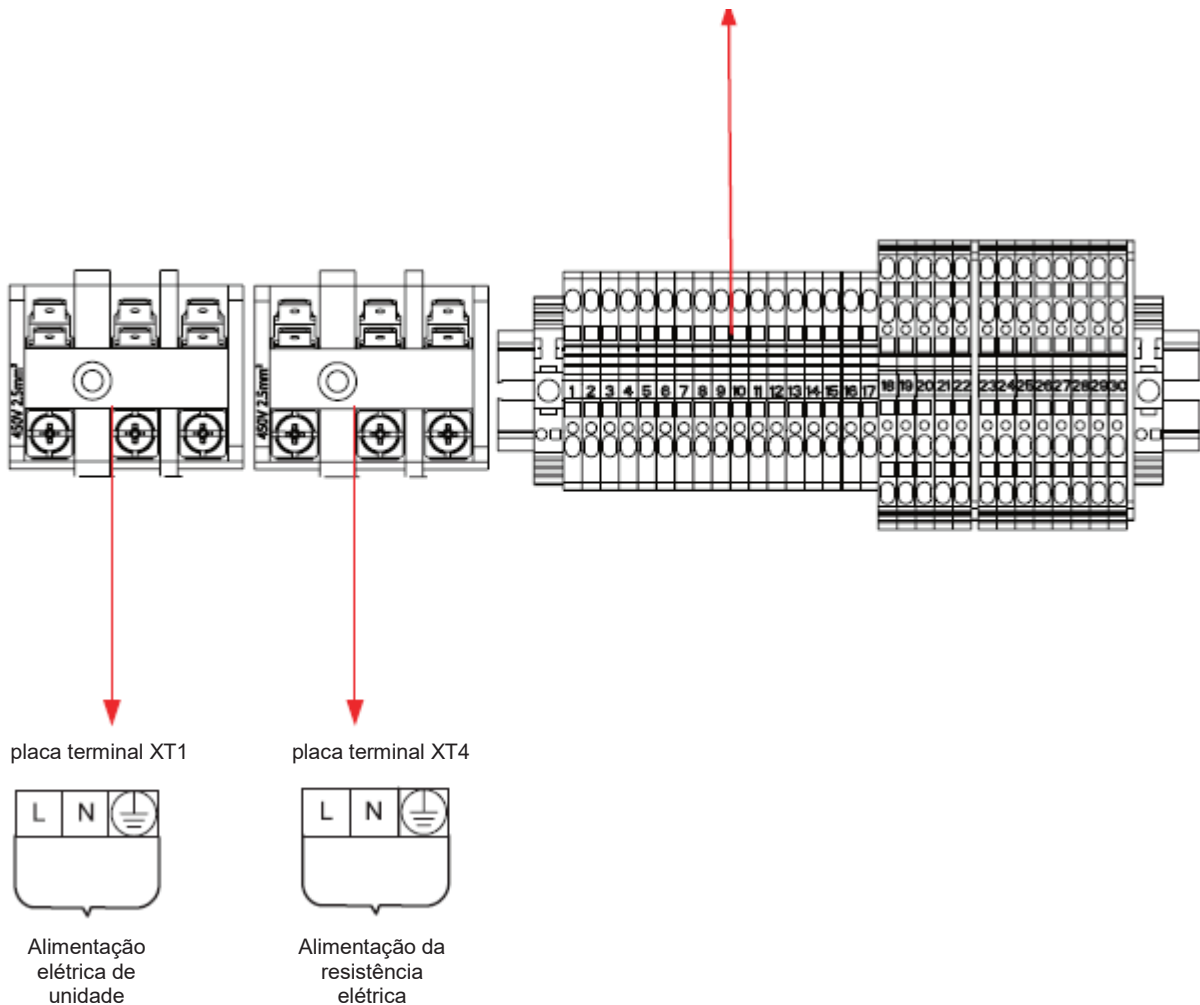 450V 2.5mm²
450V 2.5mm²
1 2 3 4 5 6 7 8 9 10 11 12 13 14 15 16 17 18 19 20 21 22 23 24 25 26 27 28 29 30
placa terminal XT1
placa terminal XT4
L N
L N
Alimentação
elétrica de
unidade
Alimentação da
resistência
elétrica